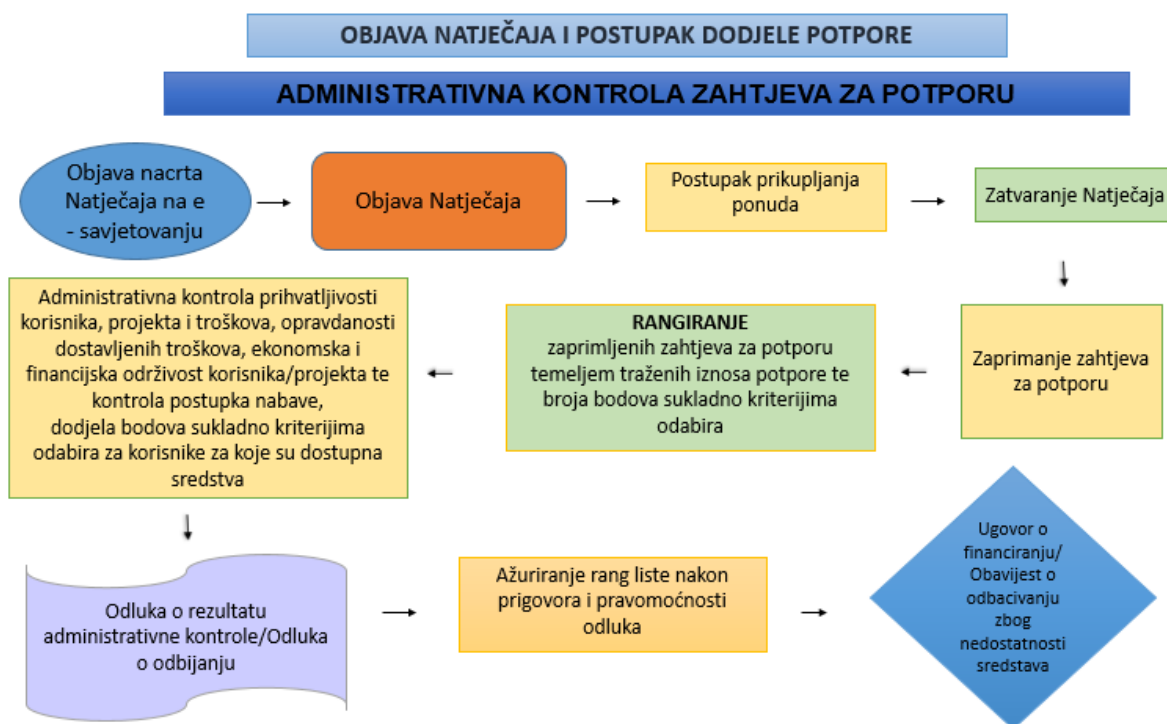 OBJAVA NATJEČAJA I POSTUPAK DODJELE POTPORE
ADMINISTRATIVNA KONTROLA ZAHTJEVA ZA POTPORU
Objava nacrta
Natječaja na e
- savjetovanju
Objava Natječaja
Postupak prikupljanja
ponuda
Zatvaranje Natječaja
Zaprimanje zahtjeva
za potporu
RANGIRANJE
zaprimljenih zahtjeva za potporu
temeljem traženih iznosa potpore te
broja bodova sukladno kriterijima
odabira
Administrativna kontrola prihvatljivosti
korisnika, projekta i troškova, opravdanosti
dostavljenih troškova, ekonomska i
financijska održivost korisnika/projekta te
kontrola postupka nabave,
dodjela bodova sukladno kriterijima
odabira za korisnike za koje su dostupna
sredstva
Odluka o rezultatu
administrativne kontrole/Odluka
o odbijanju
Ažuriranje rang liste nakon
prigovora i pravomoćnosti
odluka
Ugovor o
financiranju/
Obavijest o
odbacivanju
zbog
nedostatnosti
sredstava